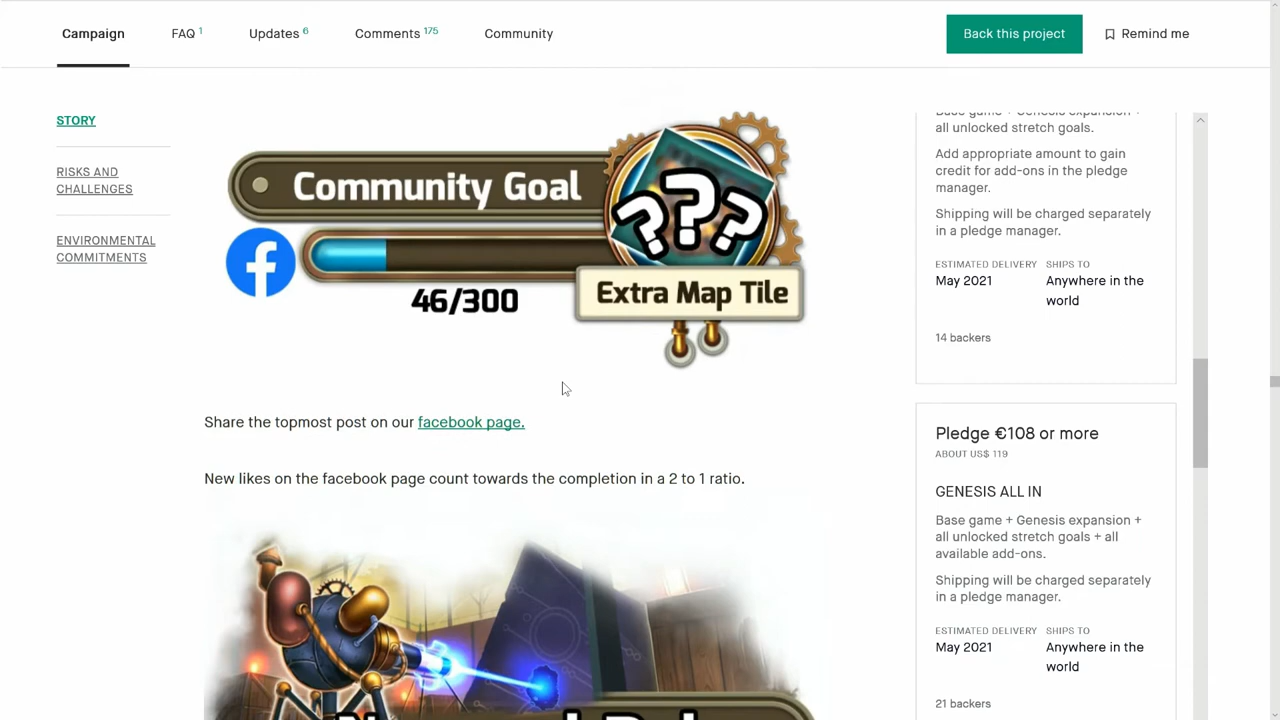 Campaign
FAQ 1
Updates 6
Comments 175
Community
Back this project
Remind me
STORY
RISKS AND
CHALLENGES
ENVIRONMENTAL
COMMITMENTS
Community Goal
???
46/300
Extra Map Tile
Share the topmost post on our facebook page.
New likes on the facebook page count towards the completion in a 2 to 1 ratio.
Base game + Genesis expansion +
all unlocked stretch goals.
Add appropriate amount to gain
credit for add-ons in the pledge
manager.
Shipping will be charged separately
in a pledge manager.
ESTIMATED DELIVERY
SHIPS TO
May 2021
Anywhere in the
world
14 backers
Pledge €108 or more
ABOUT US$ 119
GENESIS ALL IN
Base game + Genesis expansion +
all unlocked stretch goals + all
available add-ons.
Shipping will be charged separately
in a pledge manager.
ESTIMATED DELIVERY
SHIPS TO
May 2021
Anywhere in the
world
21 backers